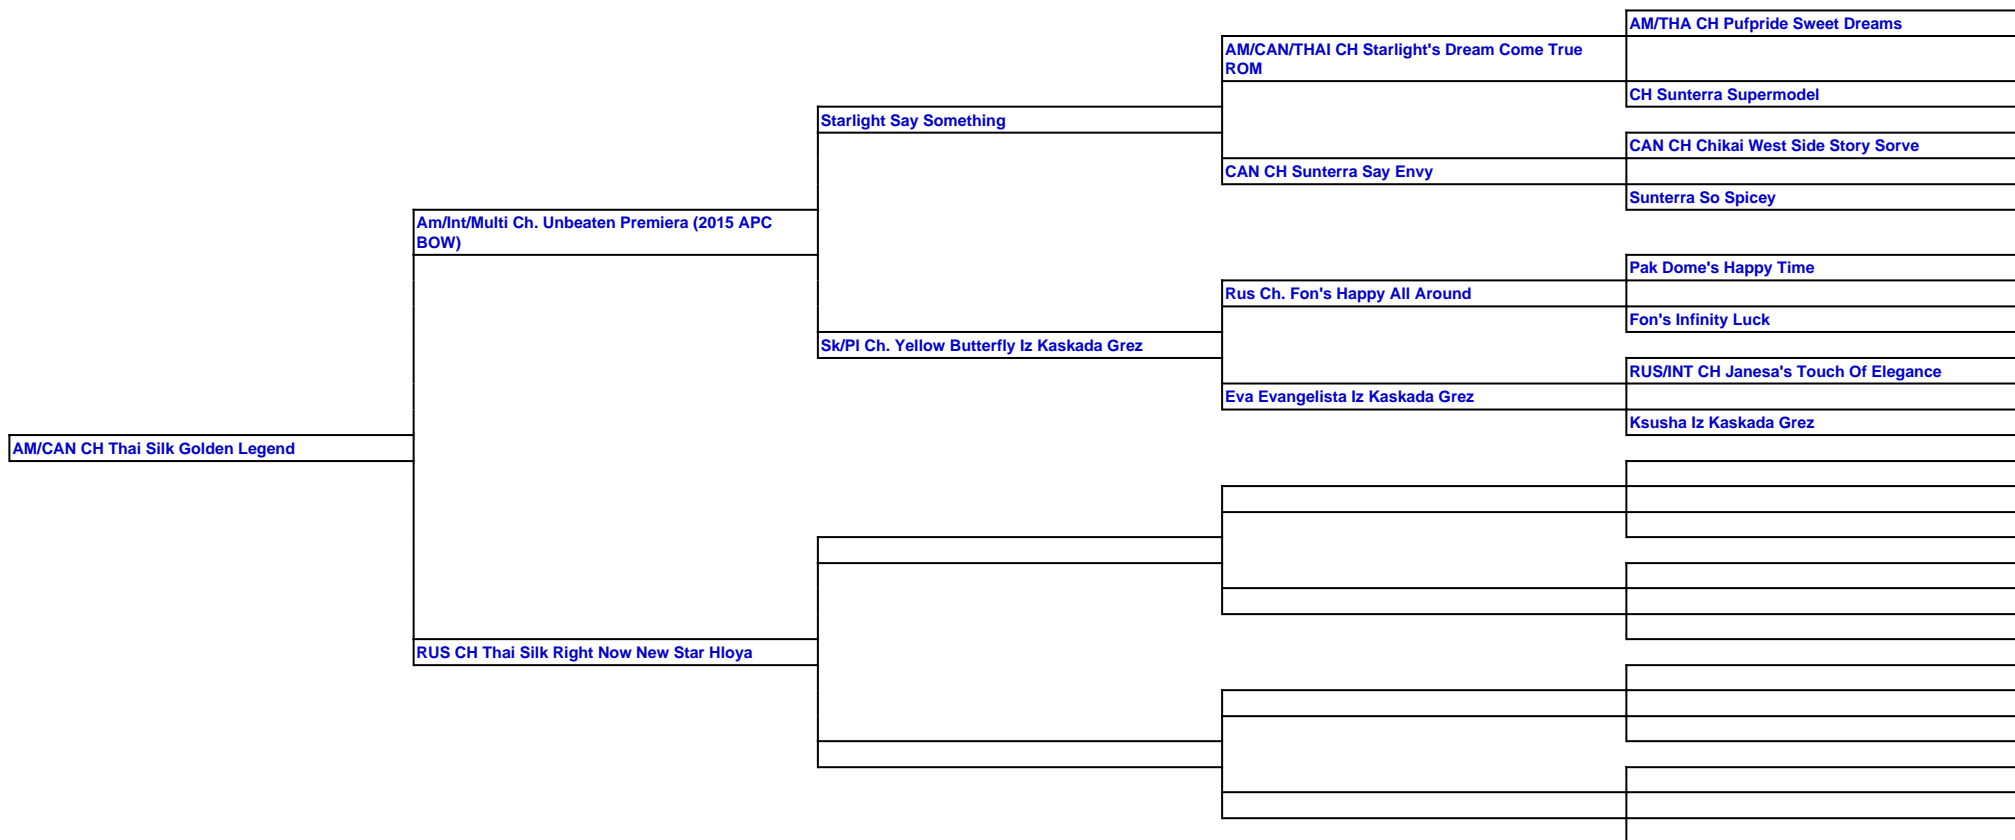 AM/THA CH Pufpride Sweet Dreams
AM/CAN/THAI CH Starlight's Dream Come True
ROM
CH Sunterra Supermodel
Starlight Say Something
CAN CH Chikai West Side Story Sorve
CAN CH Sunterra Say Envy
Sunterra So Spicey
Am/Int/Multi Ch. Unbeaten Premiera (2015 APC
BOW)
Pak Dome's Happy Time
Rus Ch. Fon's Happy All Around
Fon's Infinity Luck
Sk/Pl Ch. Yellow Butterfly Iz Kaskada Grez
RUS/INT CH Janesa's Touch Of Elegance
Eva Evangelista Iz Kaskada Grez
Ksusha Iz Kaskada Grez
AM/CAN CH Thai Silk Golden Legend
RUS CH Thai Silk Right Now New Star Hloya